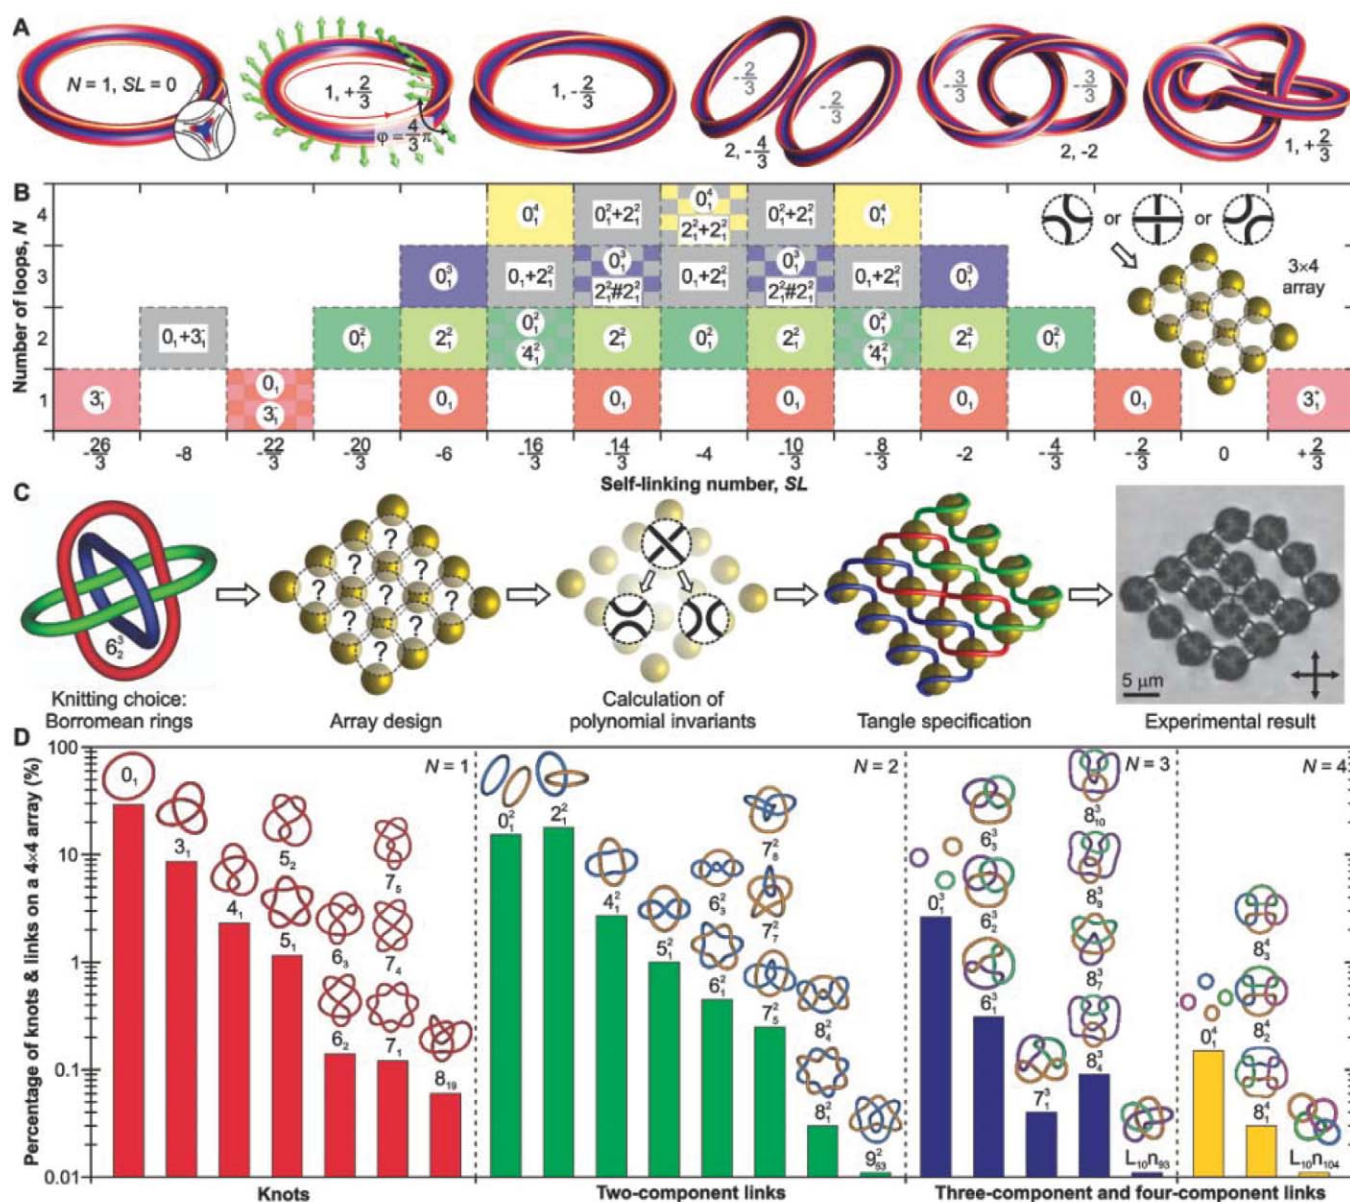 A
N = 1, SL = 0
1, +2/3
φ = 4/3 π
1, -2/3
-2/3
-2/3
2, -4/3
-3/3
-3/3
2, -2
1, +2/3
B
Number of loops, N
4
0₁⁴
0₁²+2₁²
0₁⁴
2₁²+2₁²
0₁²+2₁²
0₁⁴
or
or
3×4
array
3
0₁³
0₁+2₁²
0₁³
2₁²#2₁²
0₁+2₁²
0₁³
2₁²#2₁²
0₁+2₁²
0₁³
2
0₁+3₁⁻
0₁²
2₁²
0₁²
⁻4₁²
2₁²
0₁²
2₁²
0₁²
⁺4₁²
2₁²
0₁²
1
3₁⁻
0₁
3₁⁻
0₁
0₁
0₁
0₁
0₁
3₁⁺
-26/3 -8 -22/3 -20/3 -6 -16/3 -14/3 -4 -10/3 -8/3 -2 -4/3 -2/3 0 +2/3
Self-linking number, SL
C
6₂³
? ? ? ? ? ? ? ? ?
5 μm
Knitting choice:
Borromean rings
Array design
Calculation of
polynomial invariants
Tangle specification
Experimental result
D
Percentage of knots & links on a 4×4 array (%)
100
10
1
0.1
0.01
N = 1
0₁
3₁
4₁
5₂
5₁
6₃
6₂
7₅
7₄
7₁
8₁₉
Knots
N = 2
0₁²
2₁²
4₁²
5₁²
6₃²
6₁²
7₈²
7₇²
7₅²
8₄²
8₁²
9₅₃²
Two-component links
N = 3
0₁³
6₃³
6₂³
6₁³
7₁³
8₁₀³
8₉³
8₇³
8₄³
L₁₀n₉₃
N = 4
0₁⁴
8₃⁴
8₂⁴
8₁⁴
L₁₀n₁₀₄
Three-component and four-component links